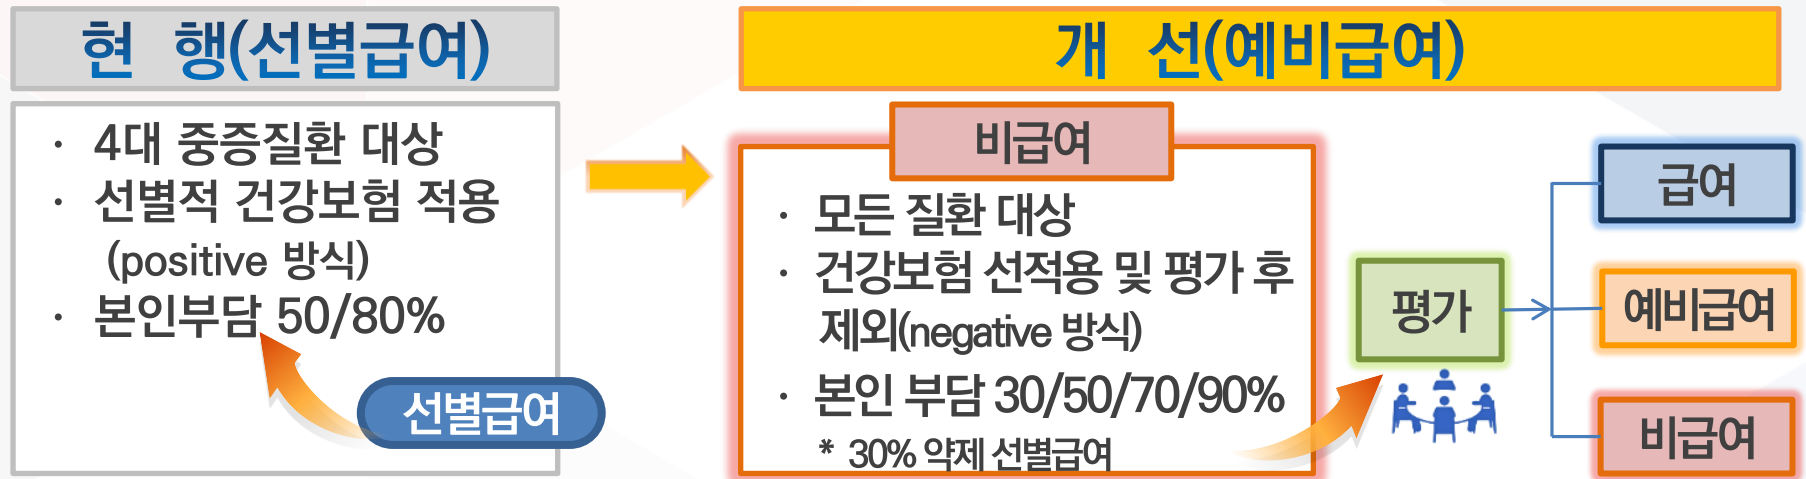 현 행(선별급여)
· 4대 중증질환 대상
· 선별적 건강보험 적용
(positive 방식)
· 본인부담 50/80%
선별급여
개 선(예비급여)
비급여
· 모든 질환 대상
· 건강보험 선적용 및 평가 후
제외(negative 방식)
· 본인 부담 30/50/70/90%
* 30% 약제 선별급여
평가
급여
예비급여
비급여